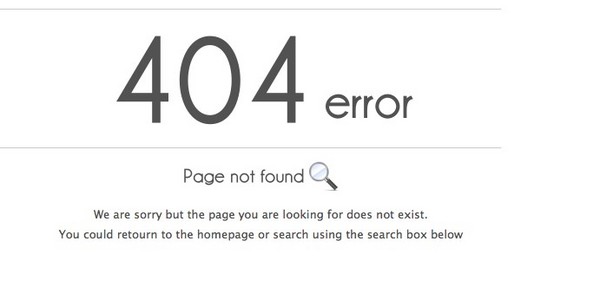 404 error
Page not found
We are sorry but the page you are looking for does not exist.
You could retourn to the homepage or search using the search box below